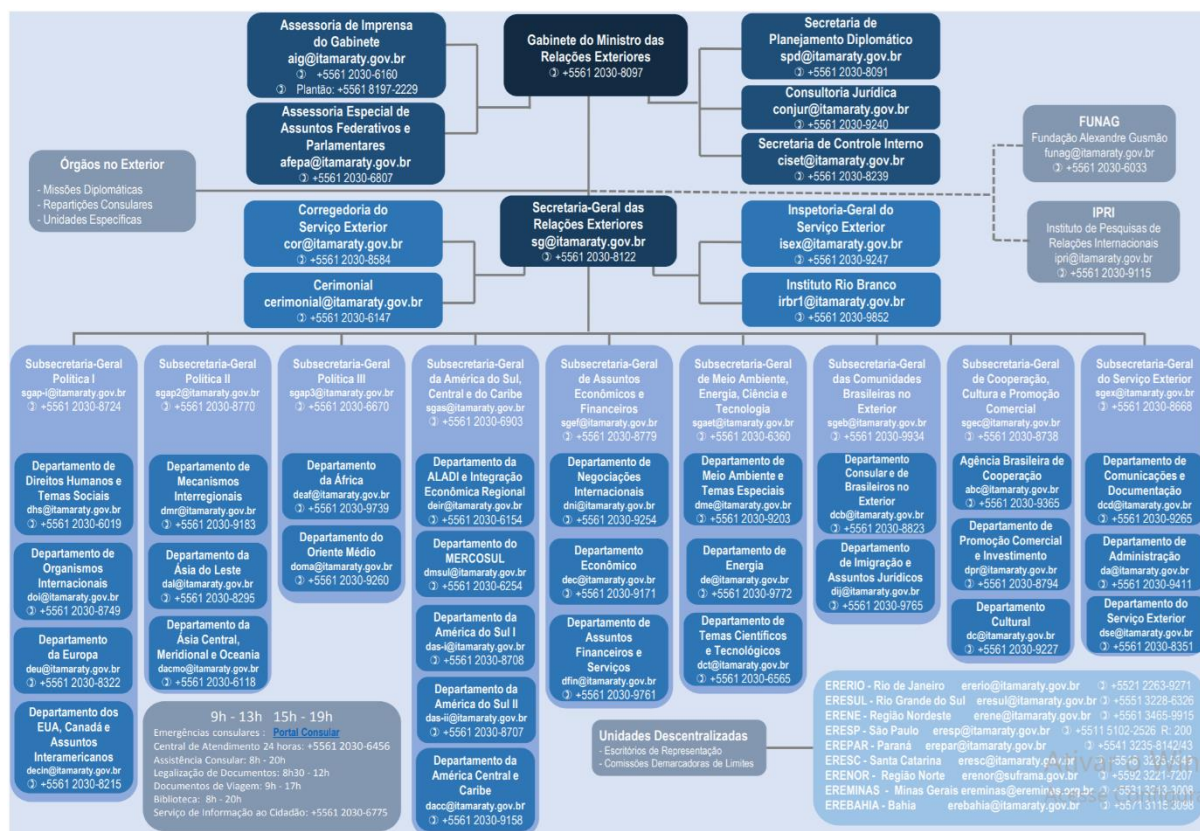 Assessoria de Imprensa
do Gabinete
aig@itamaraty.gov.br
+5561 2030-6160
Plantão: +5561 8197-2229
Assessoria Especial de
Assuntos Federativos e
Parlamentares
afepa@itamaraty.gov.br
+5561 2030-6807
Gabinete do Ministro das
Relações Exteriores
+5561 2030-8097
Secretaria de
Planejamento Diplomático
spd@itamaraty.gov.br
+5561 2030-8091
Consultoria Jurídica
conjur@itamaraty.gov.br
+5561 2030-9240
Secretaria de Controle Interno
ciset@itamaraty.gov.br
+5561 2030-8239
FUNAG
Fundação Alexandre Gusmão
funag@itamaraty.gov.br
+5561 2030-6033
IPRI
Instituto de Pesquisas de
Relações Internacionais
ipri@itamaraty.gov.br
+5561 2030-9115
Órgãos no Exterior
- Missões Diplomáticas
- Repartições Consulares
- Unidades Específicas
Corregedoria do
Serviço Exterior
cor@itamaraty.gov.br
+5561 2030-8584
Cerimonial
cerimonial@itamaraty.gov.br
+5561 2030-6147
Secretaria-Geral das
Relações Exteriores
sg@itamaraty.gov.br
+5561 2030-8122
Inspetoria-Geral do
Serviço Exterior
isex@itamaraty.gov.br
+5561 2030-9247
Instituto Rio Branco
irbr1@itamaraty.gov.br
+5561 2030-9852
Subsecretaria-Geral
Política I
sgap-i@itamaraty.gov.br
+5561 2030-8724
Departamento de
Direitos Humanos e
Temas Sociais
dhs@itamaraty.gov.br
+5561 2030-6019
Departamento de
Organismos
Internacionais
doi@itamaraty.gov.br
+5561 2030-8749
Departamento
da Europa
deu@itamaraty.gov.br
+5561 2030-8322
Departamento dos
EUA, Canadá e
Assuntos
Interamericanos
decin@itamaraty.gov.br
+5561 2030-8215
Subsecretaria-Geral
Política II
sgap2@itamaraty.gov.br
+5561 2030-8770
Departamento de
Mecanismos
Interregionais
dmr@itamaraty.gov.br
+5561 2030-9183
Departamento da
Ásia do Leste
dal@itamaraty.gov.br
+5561 2030-8295
Departamento da
Ásia Central,
Meridional e Oceania
dacmo@itamaraty.gov.br
+5561 2030-6118
Subsecretaria-Geral
Política III
sgap3@itamaraty.gov.br
+5561 2030-6670
Departamento
da África
deaf@itamaraty.gov.br
+5561 2030-9739
Departamento do
Oriente Médio
doma@itamaraty.gov.br
+5561 2030-9260
Subsecretaria-Geral
da América do Sul,
Central e do Caribe
sgas@itamaraty.gov.br
+5561 2030-6903
Departamento da
ALADI e Integração
Econômica Regional
deir@itamaraty.gov.br
+5561 2030-6154
Departamento do
MERCOSUL
dmsul@itamaraty.gov.br
+5561 2030-6254
Departamento da
América do Sul I
das-i@itamaraty.gov.br
+5561 2030-8708
Departamento da
América do Sul II
das-ii@itamaraty.gov.br
+5561 2030-8707
Departamento da
América Central e
Caribe
dacc@itamaraty.gov.br
+5561 2030-9158
Subsecretaria-Geral
de Assuntos
Econômicos e
Financeiros
sgef@itamaraty.gov.br
+5561 2030-8779
Departamento de
Negociações
Internacionais
dni@itamaraty.gov.br
+5561 2030-9254
Departamento
Econômico
dec@itamaraty.gov.br
+5561 2030-9171
Departamento de
Assuntos
Financeiros e
Serviços
dfin@itamaraty.gov.br
+5561 2030-9761
Subsecretaria-Geral
de Meio Ambiente,
Energia, Ciência e
Tecnologia
sgaet@itamaraty.gov.br
+5561 2030-6360
Departamento de
Meio Ambiente e
Temas Especiais
dme@itamaraty.gov.br
+5561 2030-9203
Departamento de
Energia
de@itamaraty.gov.br
+5561 2030-9772
Departamento de
Temas Científicos
e Tecnológicos
dct@itamaraty.gov.br
+5561 2030-6565
Subsecretaria-Geral
das Comunidades
Brasileiras no
Exterior
sgeb@itamaraty.gov.br
+5561 2030-9934
Departamento
Consular e de
Brasileiros no
Exterior
dcb@itamaraty.gov.br
+5561 2030-8823
Departamento
de Imigração e
Assuntos Jurídicos
dij@itamaraty.gov.br
+5561 2030-9765
Subsecretaria-Geral
de Cooperação,
Cultura e Promoção
Comercial
sgec@itamaraty.gov.br
+5561 2030-8738
Agência Brasileira de
Cooperação
abc@itamaraty.gov.br
+5561 2030-9365
Departamento de
Promoção Comercial
e Investimento
dpr@itamaraty.gov.br
+5561 2030-8794
Departamento
Cultural
dc@itamaraty.gov.br
+5561 2030-9227
Subsecretaria-Geral
do Serviço Exterior
sgex@itamaraty.gov.br
+5561 2030-8668
Departamento de
Comunicações e
Documentação
dcd@itamaraty.gov.br
+5561 2030-9265
Departamento de
Administração
da@itamaraty.gov.br
+5561 2030-9411
Departamento do
Serviço Exterior
dse@itamaraty.gov.br
+5561 2030-8351
9h - 13h 15h - 19h
Emergências consulares : Portal Consular
Central de Atendimento 24 horas: +5561 2030-6456
Assistência Consular: 8h - 20h
Legalização de Documentos: 8h30 - 12h
Documentos de Viagem: 9h - 17h
Biblioteca: 8h - 20h
Serviço de Informação ao Cidadão: +5561 2030-6775
Unidades Descentralizadas
- Escritórios de Representação
- Comissões Demarcadoras de Limites
ERERIO - Rio de Janeiro ererio@itamaraty.gov.br +5521 2263-9271
ERESUL - Rio Grande do Sul eresul@itamaraty.gov.br +5551 3228-6326
ERENE - Região Nordeste erene@itamaraty.gov.br +5561 3465-9915
ERESP - São Paulo eresp@itamaraty.gov.br +5511 5102-2526 R: 200
EREPAR - Paraná erepar@itamaraty.gov.br +5541 3235-8142/43
ERESC - Santa Catarina eresc@itamaraty.gov.br
ERENOR - Região Norte erenor@suframa.gov.br +5592 3221-7207
EREMINAS - Minas Gerais
EREBAHIA - Bahia erebahia@itamaraty.gov.br